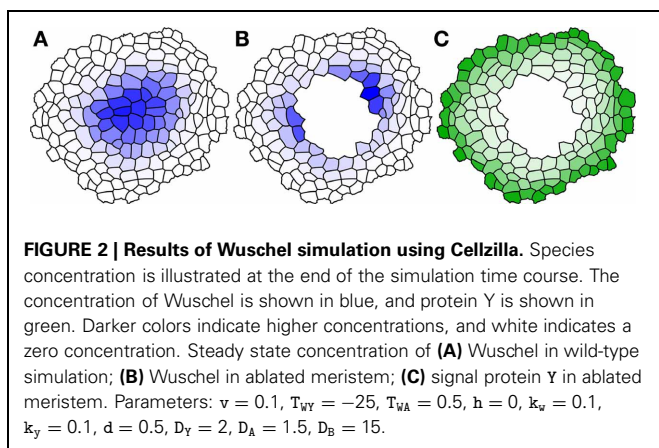 A B C
FIGURE 2 | Results of Wuschel simulation using Cellzilla. Species
concentration is illustrated at the end of the simulation time course. The
concentration of Wuschel is shown in blue, and protein Y is shown in
green. Darker colors indicate higher concentrations, and white indicates a
zero concentration. Steady state concentration of (A) Wuschel in wild-type
simulation; (B) Wuschel in ablated meristem; (C) signal protein Y in ablated
meristem. Parameters: v = 0.1, T_WY = −25, T_WA = 0.5, h = 0, k_w = 0.1,
k_y = 0.1, d = 0.5, D_Y = 2, D_A = 1.5, D_B = 15.